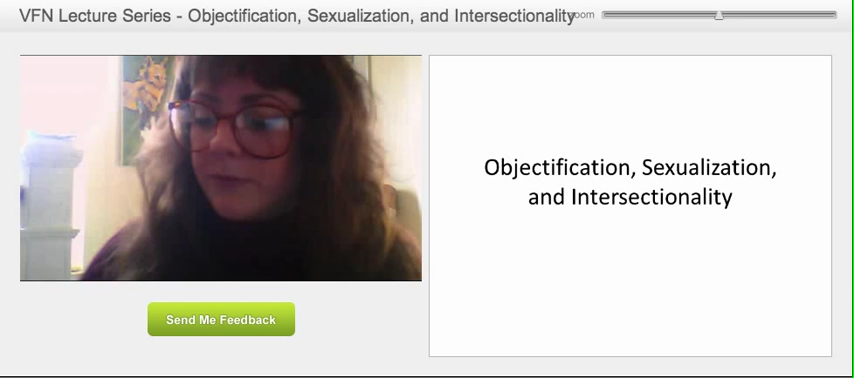 VFN Lecture Series - Objectification, Sexualization, and Intersectionality
Objectification, Sexualization,
and Intersectionality
Send Me Feedback